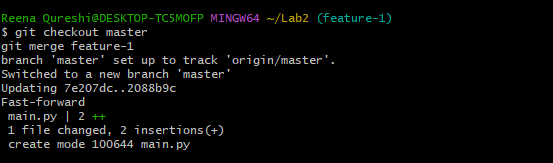 Reena Qureshi@DESKTOP-TC5MOFP MINGW64 ~/Lab2 (feature-1)
$ git checkout master
git merge feature-1
branch 'master' set up to track 'origin/master'.
Switched to a new branch 'master'
Updating 7e207dc..2088b9c
Fast-forward
 main.py | 2 ++
 1 file changed, 2 insertions(+)
 create mode 100644 main.py